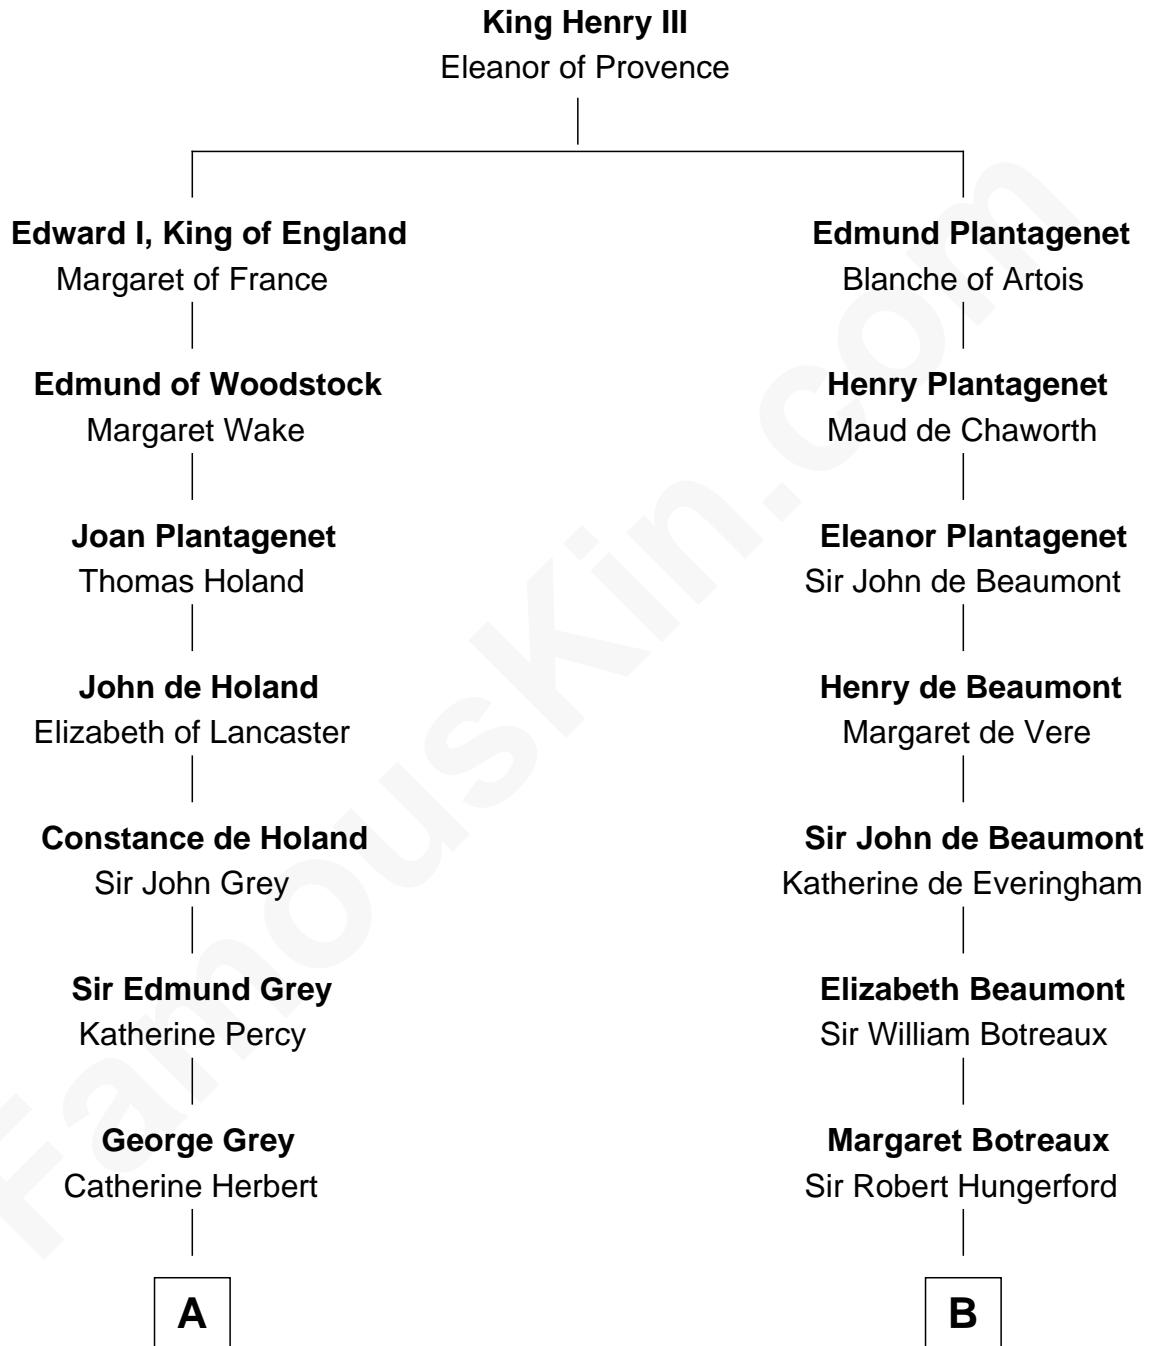 King Henry III
Eleanor of Provence
Edward I, King of England
Margaret of France
Edmund Plantagenet
Blanche of Artois
Edmund of Woodstock
Margaret Wake
Henry Plantagenet
Maud de Chaworth
Joan Plantagenet
Thomas Holand
Eleanor Plantagenet
Sir John de Beaumont
John de Holand
Elizabeth of Lancaster
Henry de Beaumont
Margaret de Vere
Constance de Holand
Sir John Grey
Sir John de Beaumont
Katherine de Everingham
Sir Edmund Grey
Katherine Percy
Elizabeth Beaumont
Sir William Botreaux
George Grey
Catherine Herbert
Margaret Botreaux
Sir Robert Hungerford
A
B
FamousKin.com